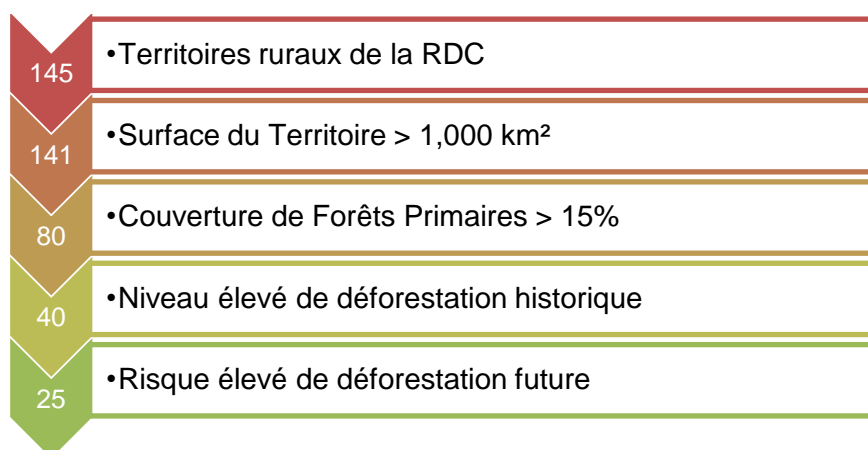 145
•Territoires ruraux de la RDC
141
•Surface du Territoire > 1,000 km²
80
•Couverture de Forêts Primaires > 15%
40
•Niveau élevé de déforestation historique
25
•Risque élevé de déforestation future